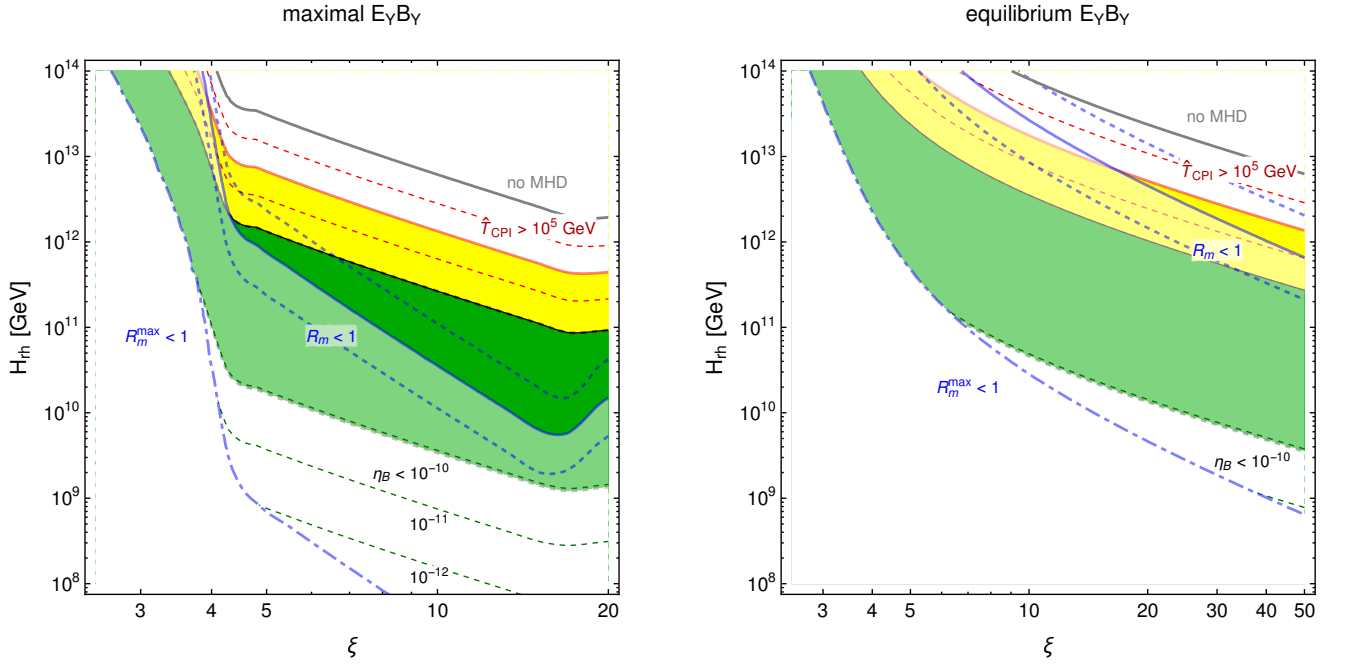 maximal E_YB_Y
equilibrium E_YB_Y
10^14
10^13
10^12
10^11
10^10
10^9
10^8
H_rh [GeV]
no MHD
T̂_CPI > 10^5 GeV
R_m^max < 1
R_m < 1
η_B < 10^-10
10^-11
10^-12
3 4 5 10 20
ξ
10^14
10^13
10^12
10^11
10^10
10^9
10^8
H_rh [GeV]
no MHD
T̂_CPI > 10^5 GeV
R_m < 1
R_m^max < 1
η_B < 10^-10
3 4 5 10 20 30 40 50
ξ